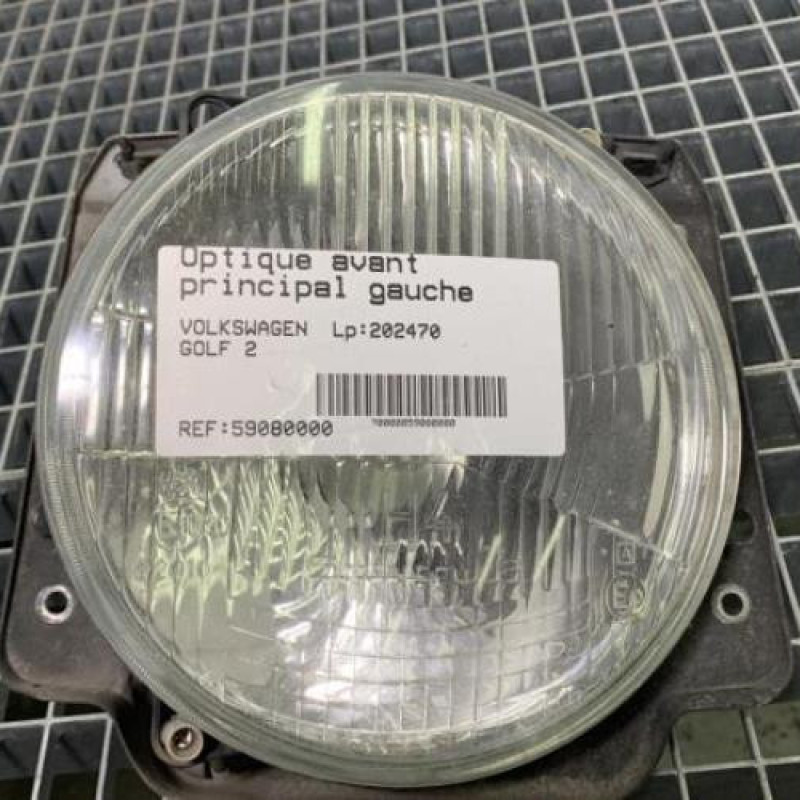 Optique avant
principal gauche
VOLKSWAGEN Lp:202470
GOLF 2
REF:59080000